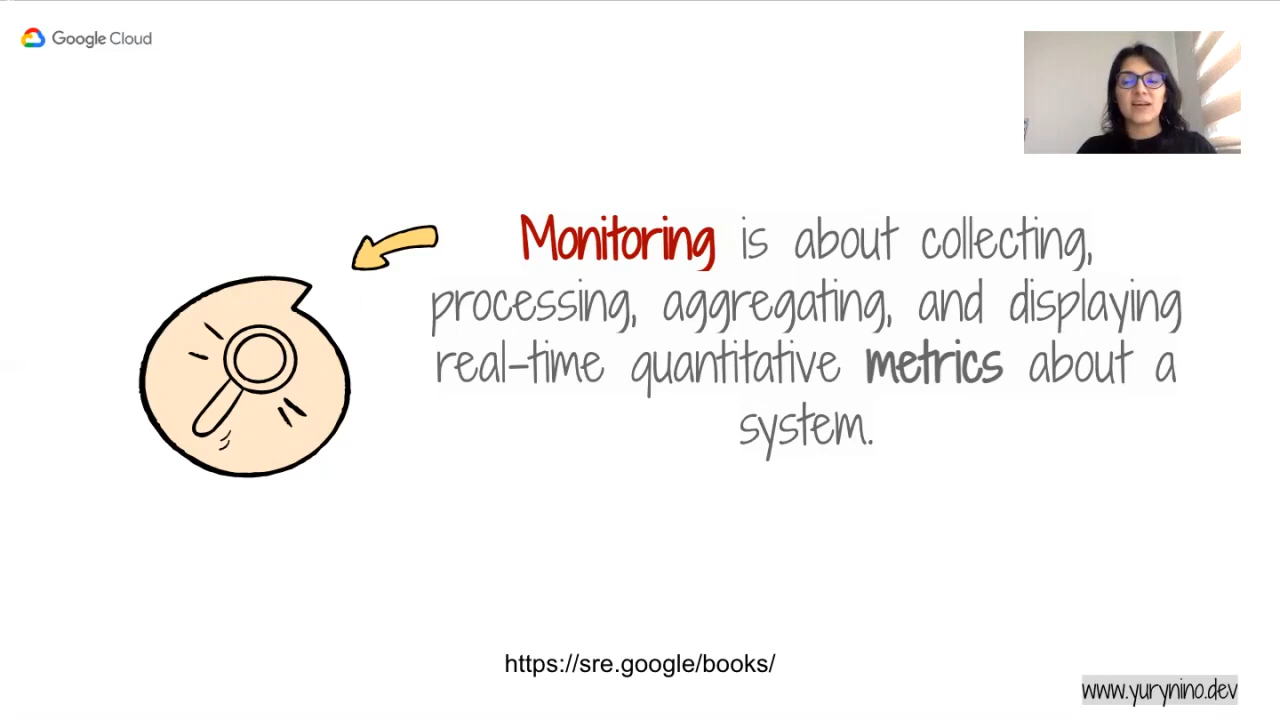 Google Cloud
Monitoring is about collecting,
processing, aggregating, and displaying
real-time quantitative metrics about a
system.
https://sre.google/books/
www.yurynino.dev